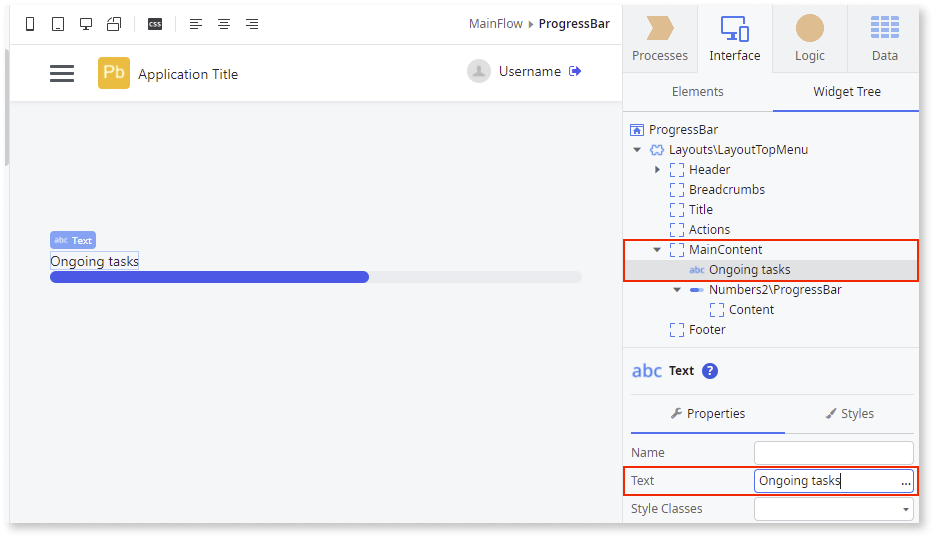 CSS
MainFlow ▸ ProgressBar
Processes
Interface
Logic
Data
Pb
Application Title
Username
Elements
Widget Tree
ProgressBar
Layouts\LayoutTopMenu
Header
Breadcrumbs
Title
Actions
MainContent
abc Ongoing tasks
Numbers2\ProgressBar
Content
Footer
abc Text
Ongoing tasks
abc Text ?
Properties
Styles
Name
Text Ongoing tasks ...
Style Classes